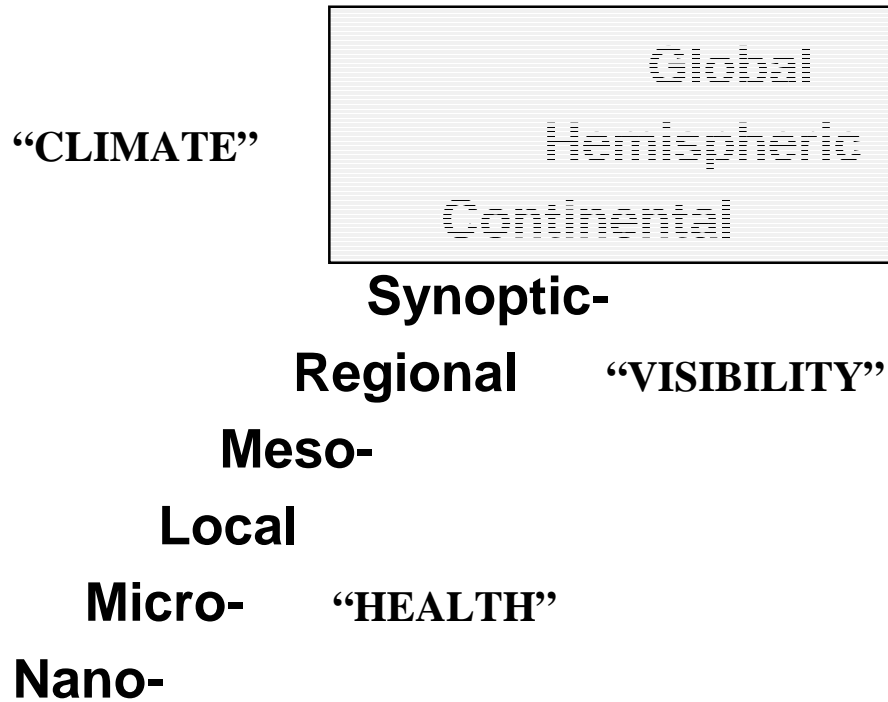 Global
“CLIMATE” Hemispheric
Continental
Synoptic-
Regional “VISIBILITY”
Meso-
Local
Micro- “HEALTH”
Nano-